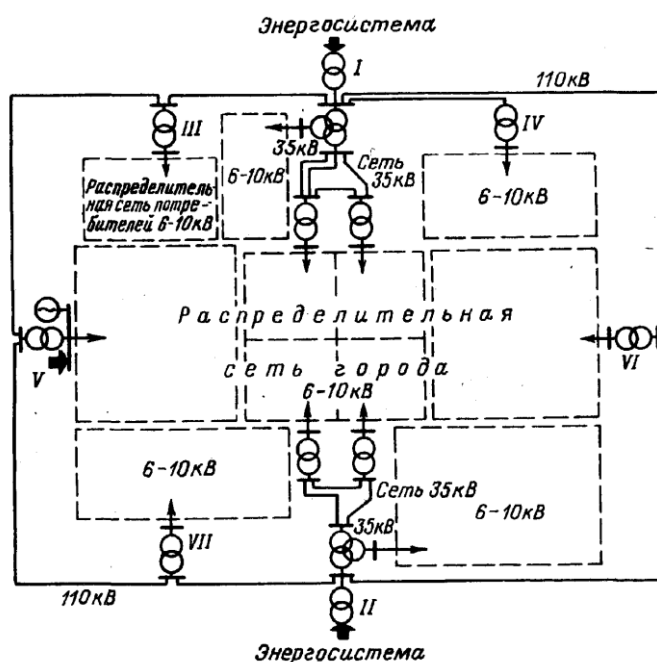 Энергосистема
I
110кВ
III
IV
35кВ
6-10кВ
Сеть
35кВ
Распределитель-
ная сеть потре-
бителей 6-10кВ
6-10кВ
Распределительная
сеть города
6-10кВ
V
VI
6-10кВ
Сеть 35кВ
35кВ
6-10кВ
VII
110кВ
II
Энергосистема